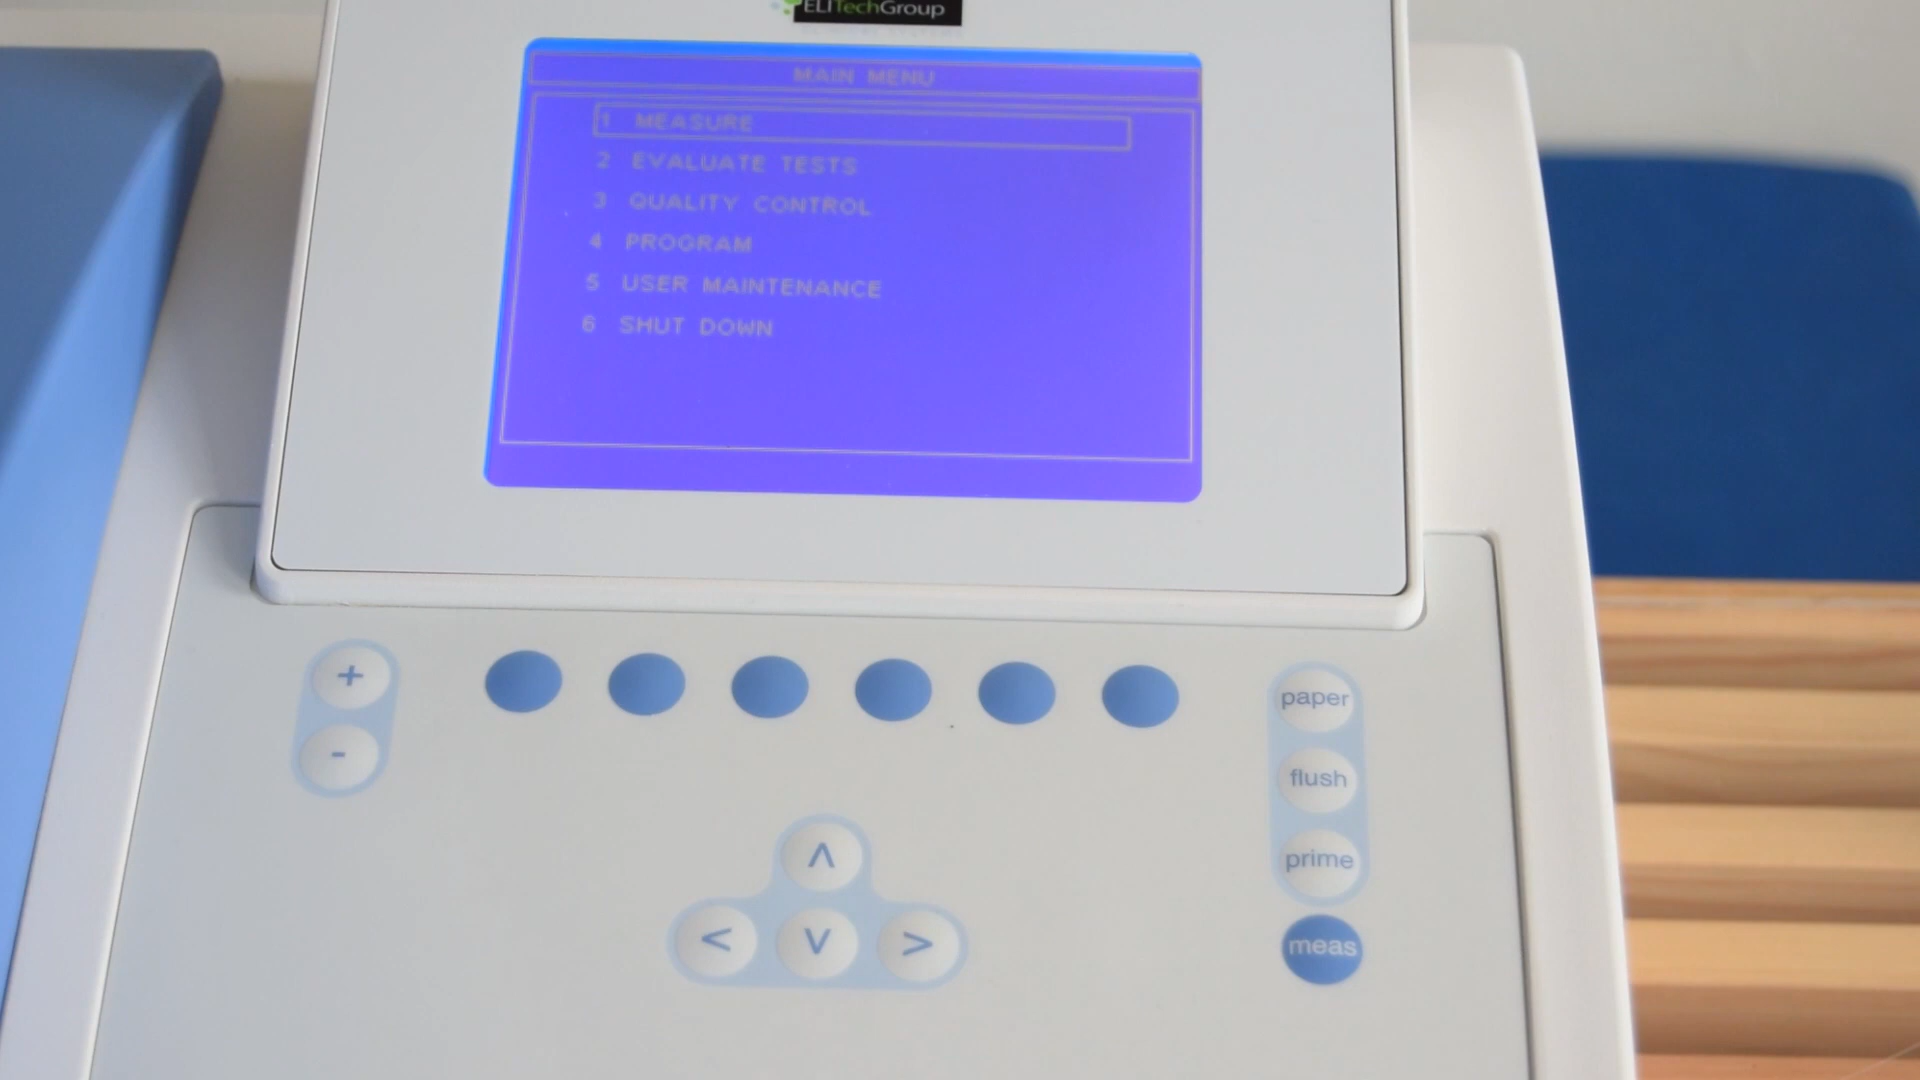 ELITechGroup
MAIN MENU
1 MEASURE
2 EVALUATE TESTS
3 QUALITY CONTROL
4 PROGRAM
5 USER MAINTENANCE
6 SHUT DOWN
+
-
paper
flush
prime
meas
^
< v >